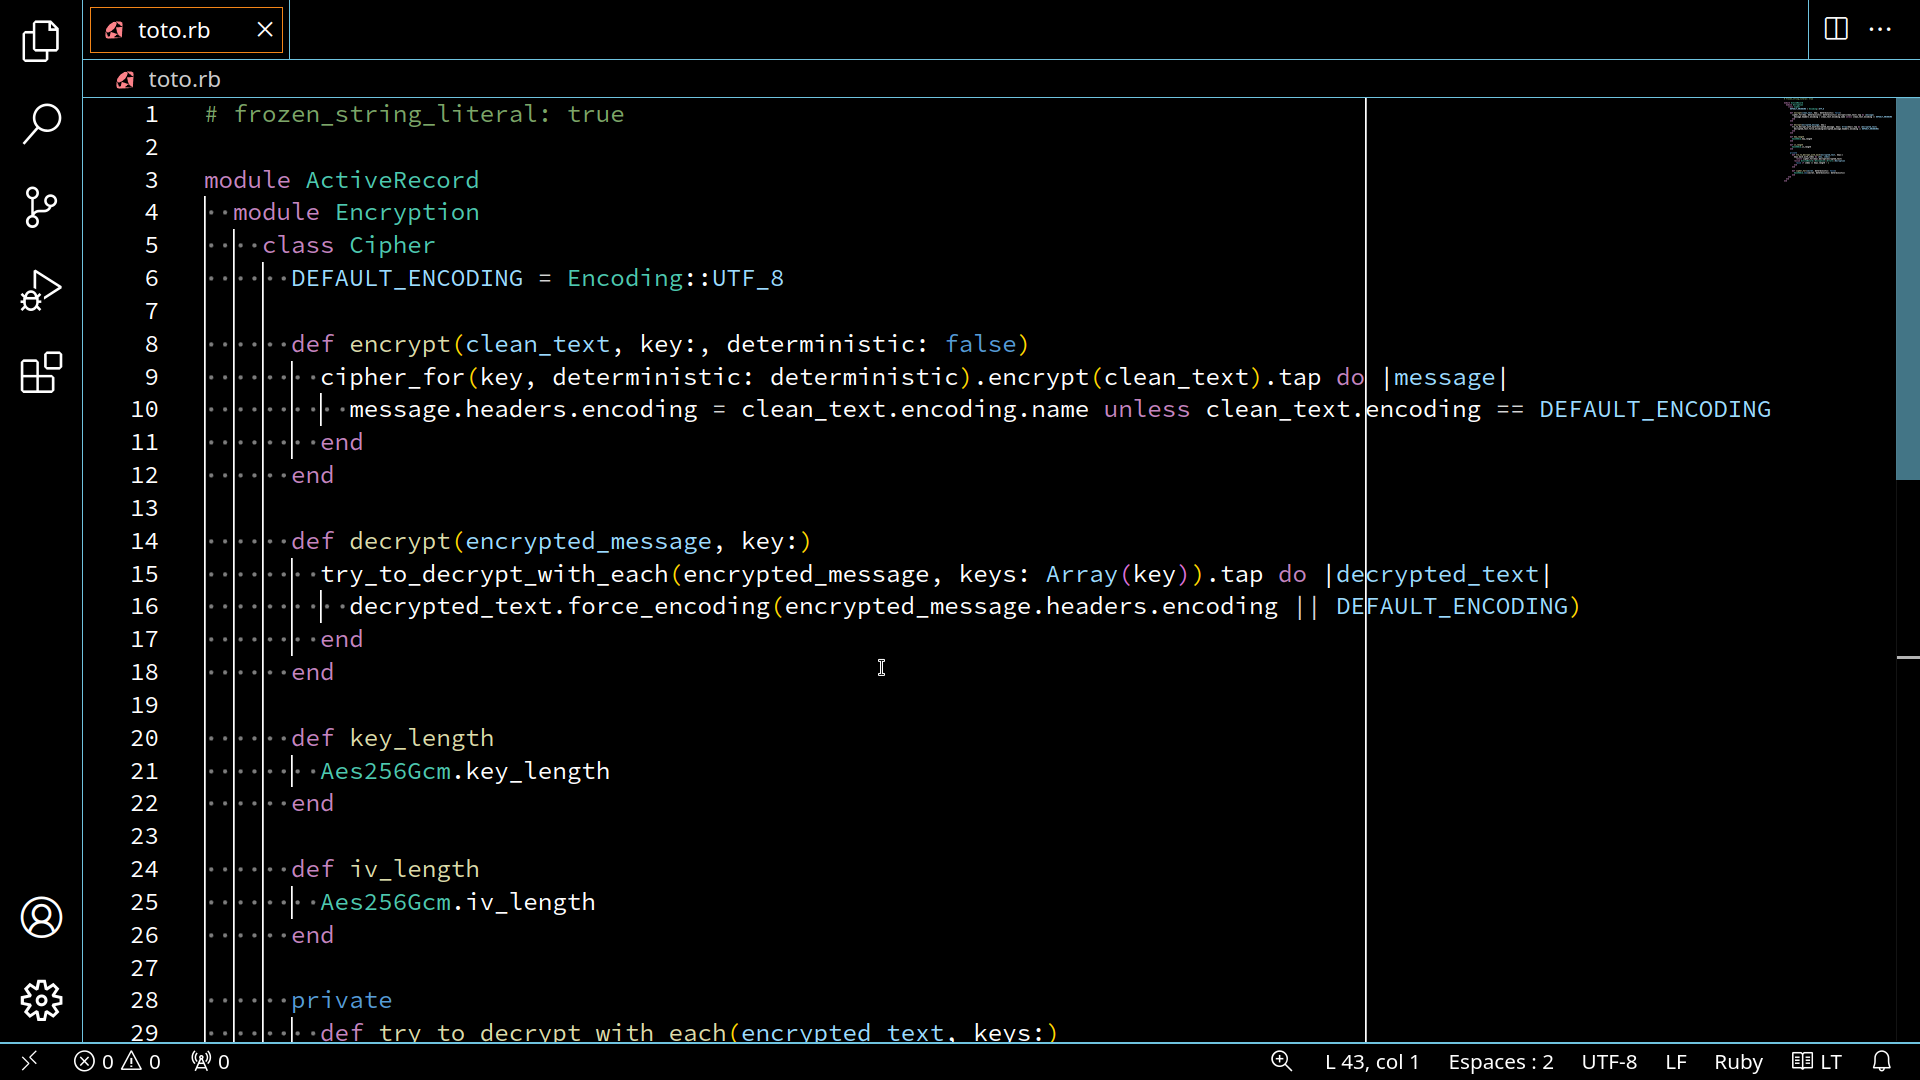 toto.rb
toto.rb
1 # frozen_string_literal: true
2
3 module ActiveRecord
4 module Encryption
5 class Cipher
6 DEFAULT_ENCODING = Encoding::UTF_8
7
8 def encrypt(clean_text, key:, deterministic: false)
9 cipher_for(key, deterministic: deterministic).encrypt(clean_text).tap do |message|
10 message.headers.encoding = clean_text.encoding.name unless clean_text.encoding == DEFAULT_ENCODING
11 end
12 end
13
14 def decrypt(encrypted_message, key:)
15 try_to_decrypt_with_each(encrypted_message, keys: Array(key)).tap do |decrypted_text|
16 decrypted_text.force_encoding(encrypted_message.headers.encoding || DEFAULT_ENCODING)
17 end
18 end
19
20 def key_length
21 Aes256Gcm.key_length
22 end
23
24 def iv_length
25 Aes256Gcm.iv_length
26 end
27
28 private
29 def try_to_decrypt_with_each(encrypted_text, keys:)
0 0 0 L 43, col 1 Espaces : 2 UTF-8 LF Ruby LT